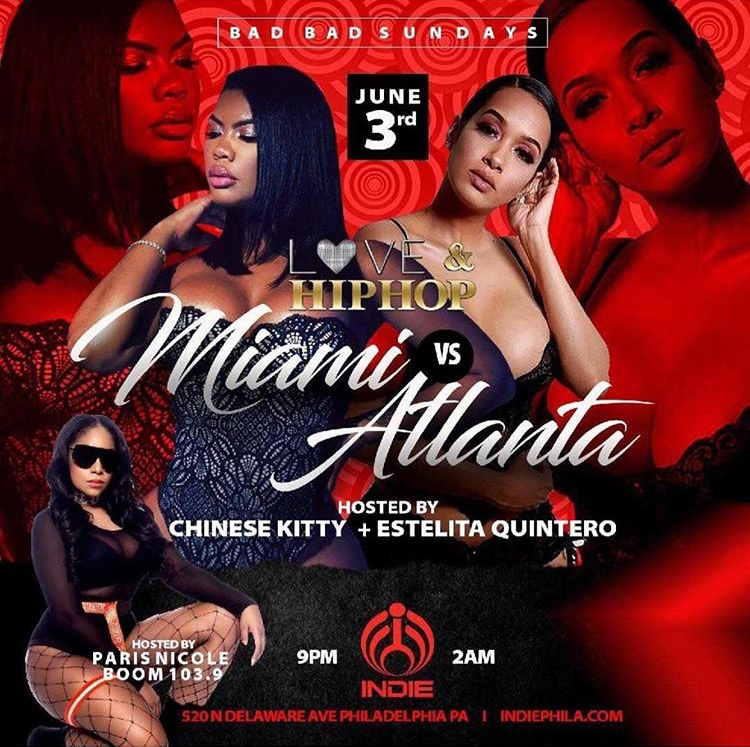 BAD BAD SUNDAYS
JUNE
3rd
LOVE &
HIPHOP
Miami VS
Atlanta
HOSTED BY
CHINESE KITTY + ESTELITA QUINTERO
HOSTED BY
PARIS NICOLE
BOOM 103.9
9PM
2AM
INDIE
520 N DELAWARE AVE PHILADELPHIA PA I INDIEPHILA.COM